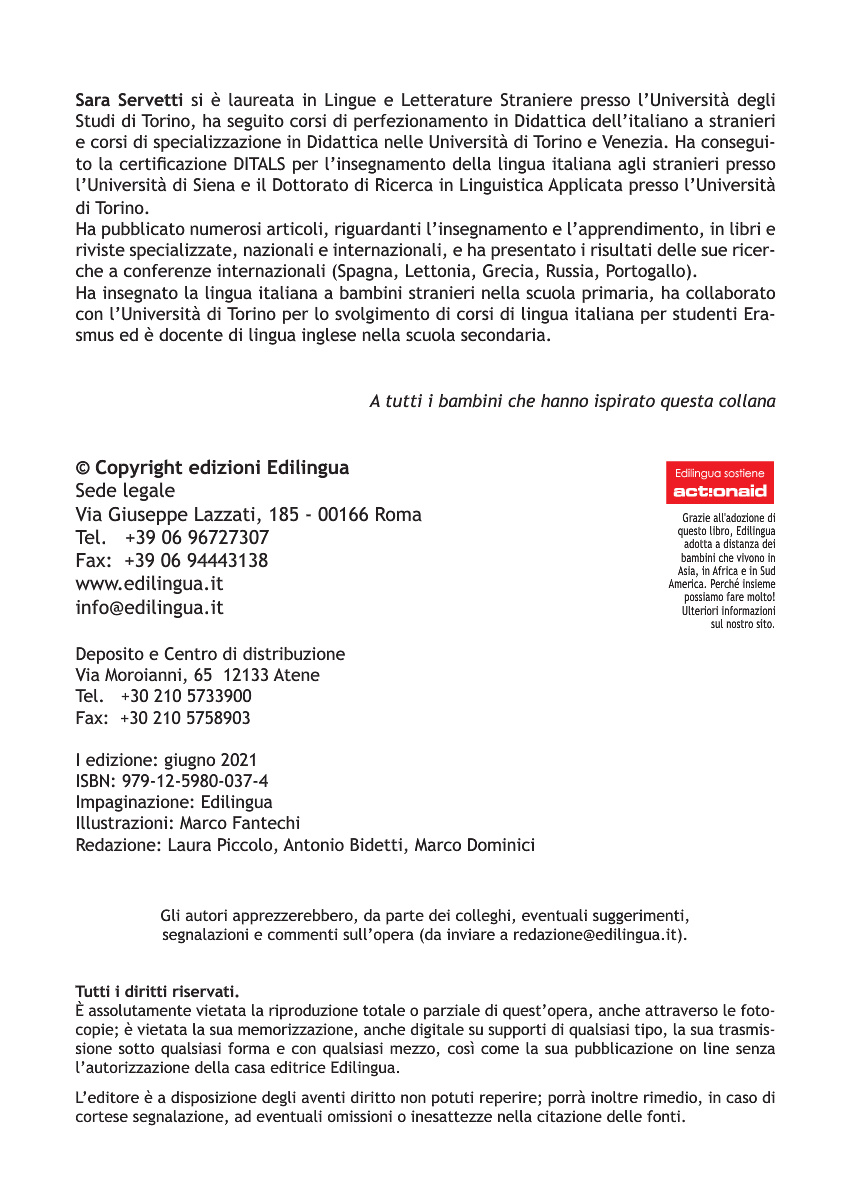 Sara Servetti si è laureata in Lingue e Letterature Straniere presso l’Università degli
Studi di Torino, ha seguito corsi di perfezionamento in Didattica dell’italiano a stranieri
e corsi di specializzazione in Didattica nelle Università di Torino e Venezia. Ha consegui-
to la certificazione DITALS per l’insegnamento della lingua italiana agli stranieri presso
l’Università di Siena e il Dottorato di Ricerca in Linguistica Applicata presso l’Università
di Torino.
Ha pubblicato numerosi articoli, riguardanti l’insegnamento e l’apprendimento, in libri e
riviste specializzate, nazionali e internazionali, e ha presentato i risultati delle sue ricer-
che a conferenze internazionali (Spagna, Lettonia, Grecia, Russia, Portogallo).
Ha insegnato la lingua italiana a bambini stranieri nella scuola primaria, ha collaborato
con l’Università di Torino per lo svolgimento di corsi di lingua italiana per studenti Era-
smus ed è docente di lingua inglese nella scuola secondaria.
A tutti i bambini che hanno ispirato questa collana
© Copyright edizioni Edilingua
Sede legale
Via Giuseppe Lazzati, 185 - 00166 Roma
Tel. +39 06 96727307
Fax: +39 06 94443138
www.edilingua.it
info@edilingua.it
Edilingua sostiene
act!onaid
Grazie all'adozione di
questo libro, Edilingua
adotta a distanza dei
bambini che vivono in
Asia, in Africa e in Sud
America. Perché insieme
possiamo fare molto!
Ulteriori informazioni
sul nostro sito.
Deposito e Centro di distribuzione
Via Moroianni, 65 12133 Atene
Tel. +30 210 5733900
Fax: +30 210 5758903
I edizione: giugno 2021
ISBN: 979-12-5980-037-4
Impaginazione: Edilingua
Illustrazioni: Marco Fantechi
Redazione: Laura Piccolo, Antonio Bidetti, Marco Dominici
Gli autori apprezzerebbero, da parte dei colleghi, eventuali suggerimenti,
segnalazioni e commenti sull’opera (da inviare a redazione@edilingua.it).
Tutti i diritti riservati.
È assolutamente vietata la riproduzione totale o parziale di quest’opera, anche attraverso le foto-
copie; è vietata la sua memorizzazione, anche digitale su supporti di qualsiasi tipo, la sua trasmis-
sione sotto qualsiasi forma e con qualsiasi mezzo, così come la sua pubblicazione on line senza
l’autorizzazione della casa editrice Edilingua.
L’editore è a disposizione degli aventi diritto non potuti reperire; porrà inoltre rimedio, in caso di
cortese segnalazione, ad eventuali omissioni o inesattezze nella citazione delle fonti.